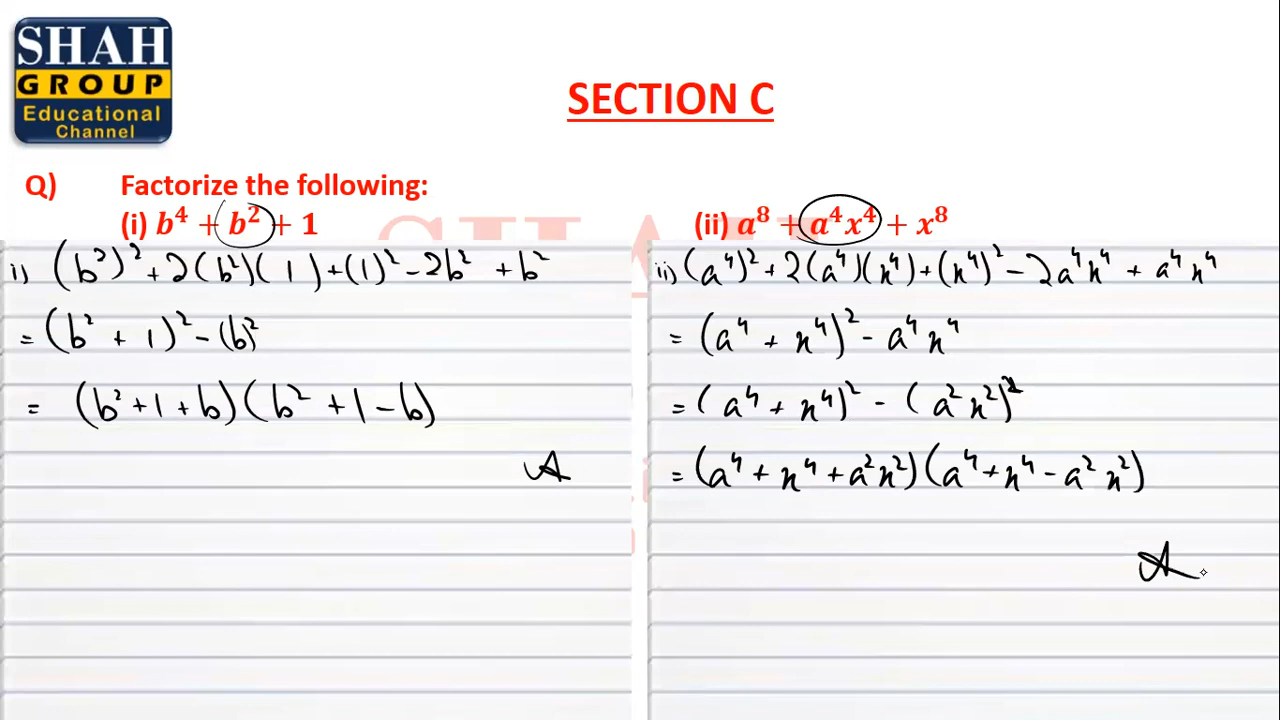 SHAH
GROUP
Educational
Channel
SECTION C
Q) Factorize the following:
(i) b⁴ + b² + 1
(ii) a⁸ + a⁴x⁴ + x⁸
i) (b²)² + 2(b²)(1) + (1)² - 2b² + b²
= (b² + 1)² - (b)²
= (b² + 1 + b)(b² + 1 - b)
A
ii) (a⁴)² + 2(a⁴)(x⁴) + (x⁴)² - 2a⁴x⁴ + a⁴x⁴
= (a⁴ + x⁴)² - a⁴x⁴
= (a⁴ + x⁴)² - (a²x²)²
= (a⁴ + x⁴ + a²x²)(a⁴ + x⁴ - a²x²)
A